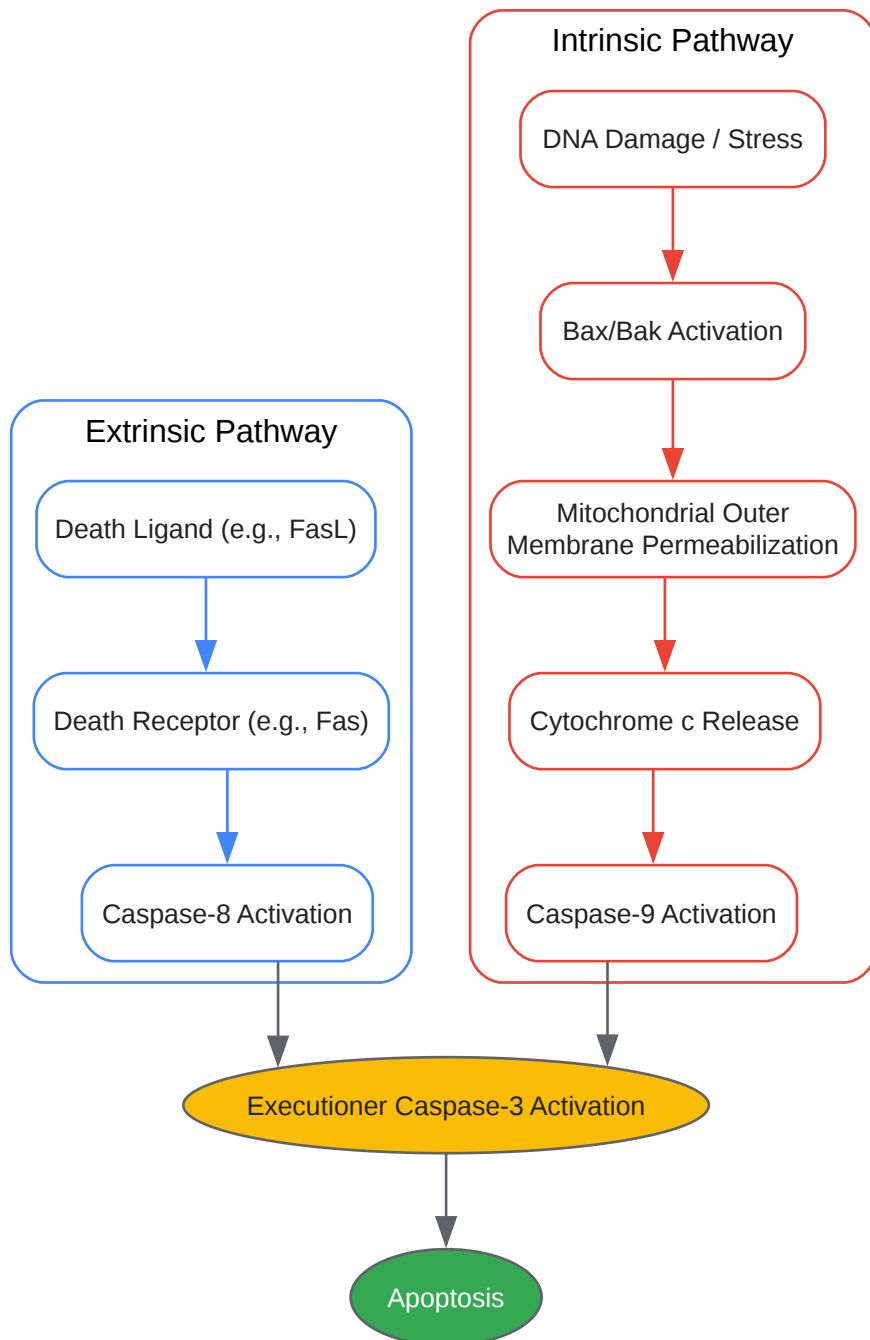 Intrinsic Pathway
DNA Damage / Stress
Bax/Bak Activation
Mitochondrial Outer
Membrane Permeabilization
Cytochrome c Release
Caspase-9 Activation
Extrinsic Pathway
Death Ligand (e.g., FasL)
Death Receptor (e.g., Fas)
Caspase-8 Activation
Executioner Caspase-3 Activation
Apoptosis